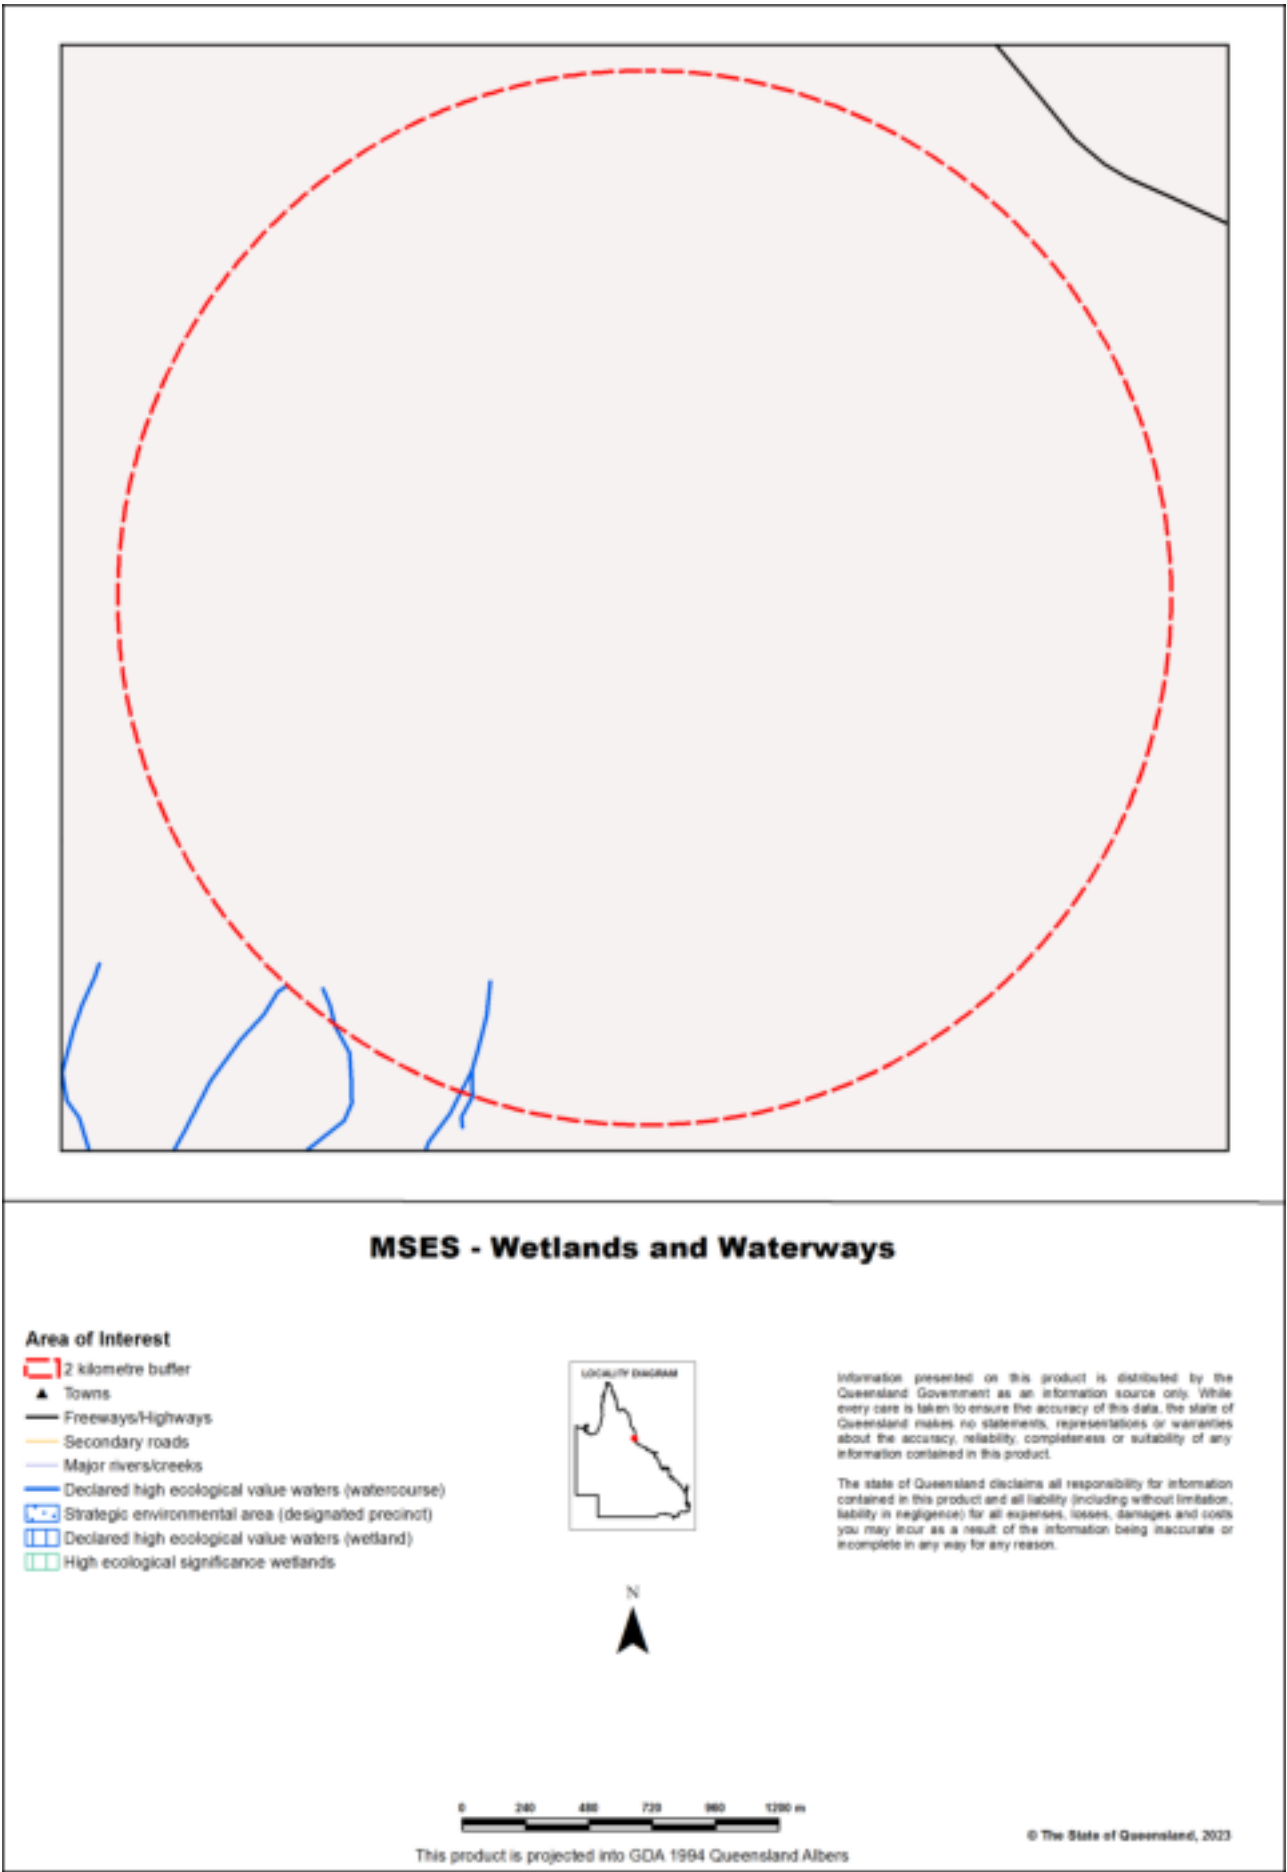 MSES - Wetlands and Waterways
Area of Interest
2 kilometre buffer
Towns
Freeways/Highways
Secondary roads
Major rivers/creeks
Declared high ecological value waters (watercourse)
Strategic environmental area (designated precinct)
Declared high ecological value waters (wetland)
High ecological significance wetlands
LOCALITY DIAGRAM
N
Information presented on this product is distributed by the
Queensland Government as an information source only. While
every care is taken to ensure the accuracy of this data, the state of
Queensland makes no statements, representations or warranties
about the accuracy, reliability, completeness or suitability of any
information contained in this product.
The state of Queensland disclaims all responsibility for information
contained in this product and all liability (including without limitation,
liability in negligence) for all expenses, losses, damages and costs
you may incur as a result of the information being inaccurate or
incomplete in any way for any reason.
0 240 480 720 960 1200 m
This product is projected into GDA 1994 Queensland Albers
© The State of Queensland, 2023